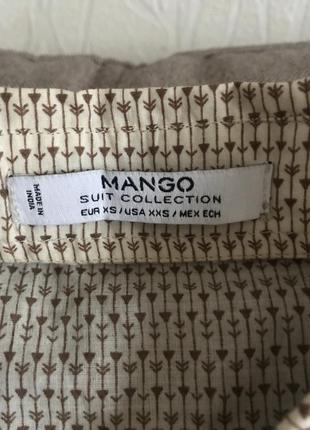 MADE IN
INDIA
MANGO
SUIT COLLECTION
EUR XS / USA XXS / MEX ECH